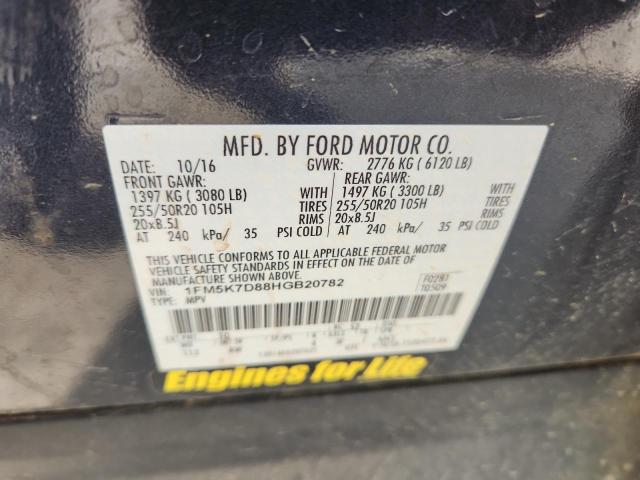 MFD. BY FORD MOTOR CO.
DATE: 10/16 GVWR: 2776 KG ( 6120 LB)
FRONT GAWR: REAR GAWR:
1397 KG ( 3080 LB) WITH 1497 KG ( 3300 LB) WITH
255/50R20 105H TIRES 255/50R20 105H TIRES
20x8.5J RIMS 20x8.5J RIMS
AT 240 kPa/ 35 PSI COLD AT 240 kPa/ 35 PSI COLD
THIS VEHICLE CONFORMS TO ALL APPLICABLE FEDERAL MOTOR
VEHICLE SAFETY STANDARDS IN EFFECT ON THE DATE OF
MANUFACTURE SHOWN ABOVE.
VIN: 1FM5K7D88HGB20782
TYPE: MPV
F0281
T0509
EXT PNT:
Engines for Life